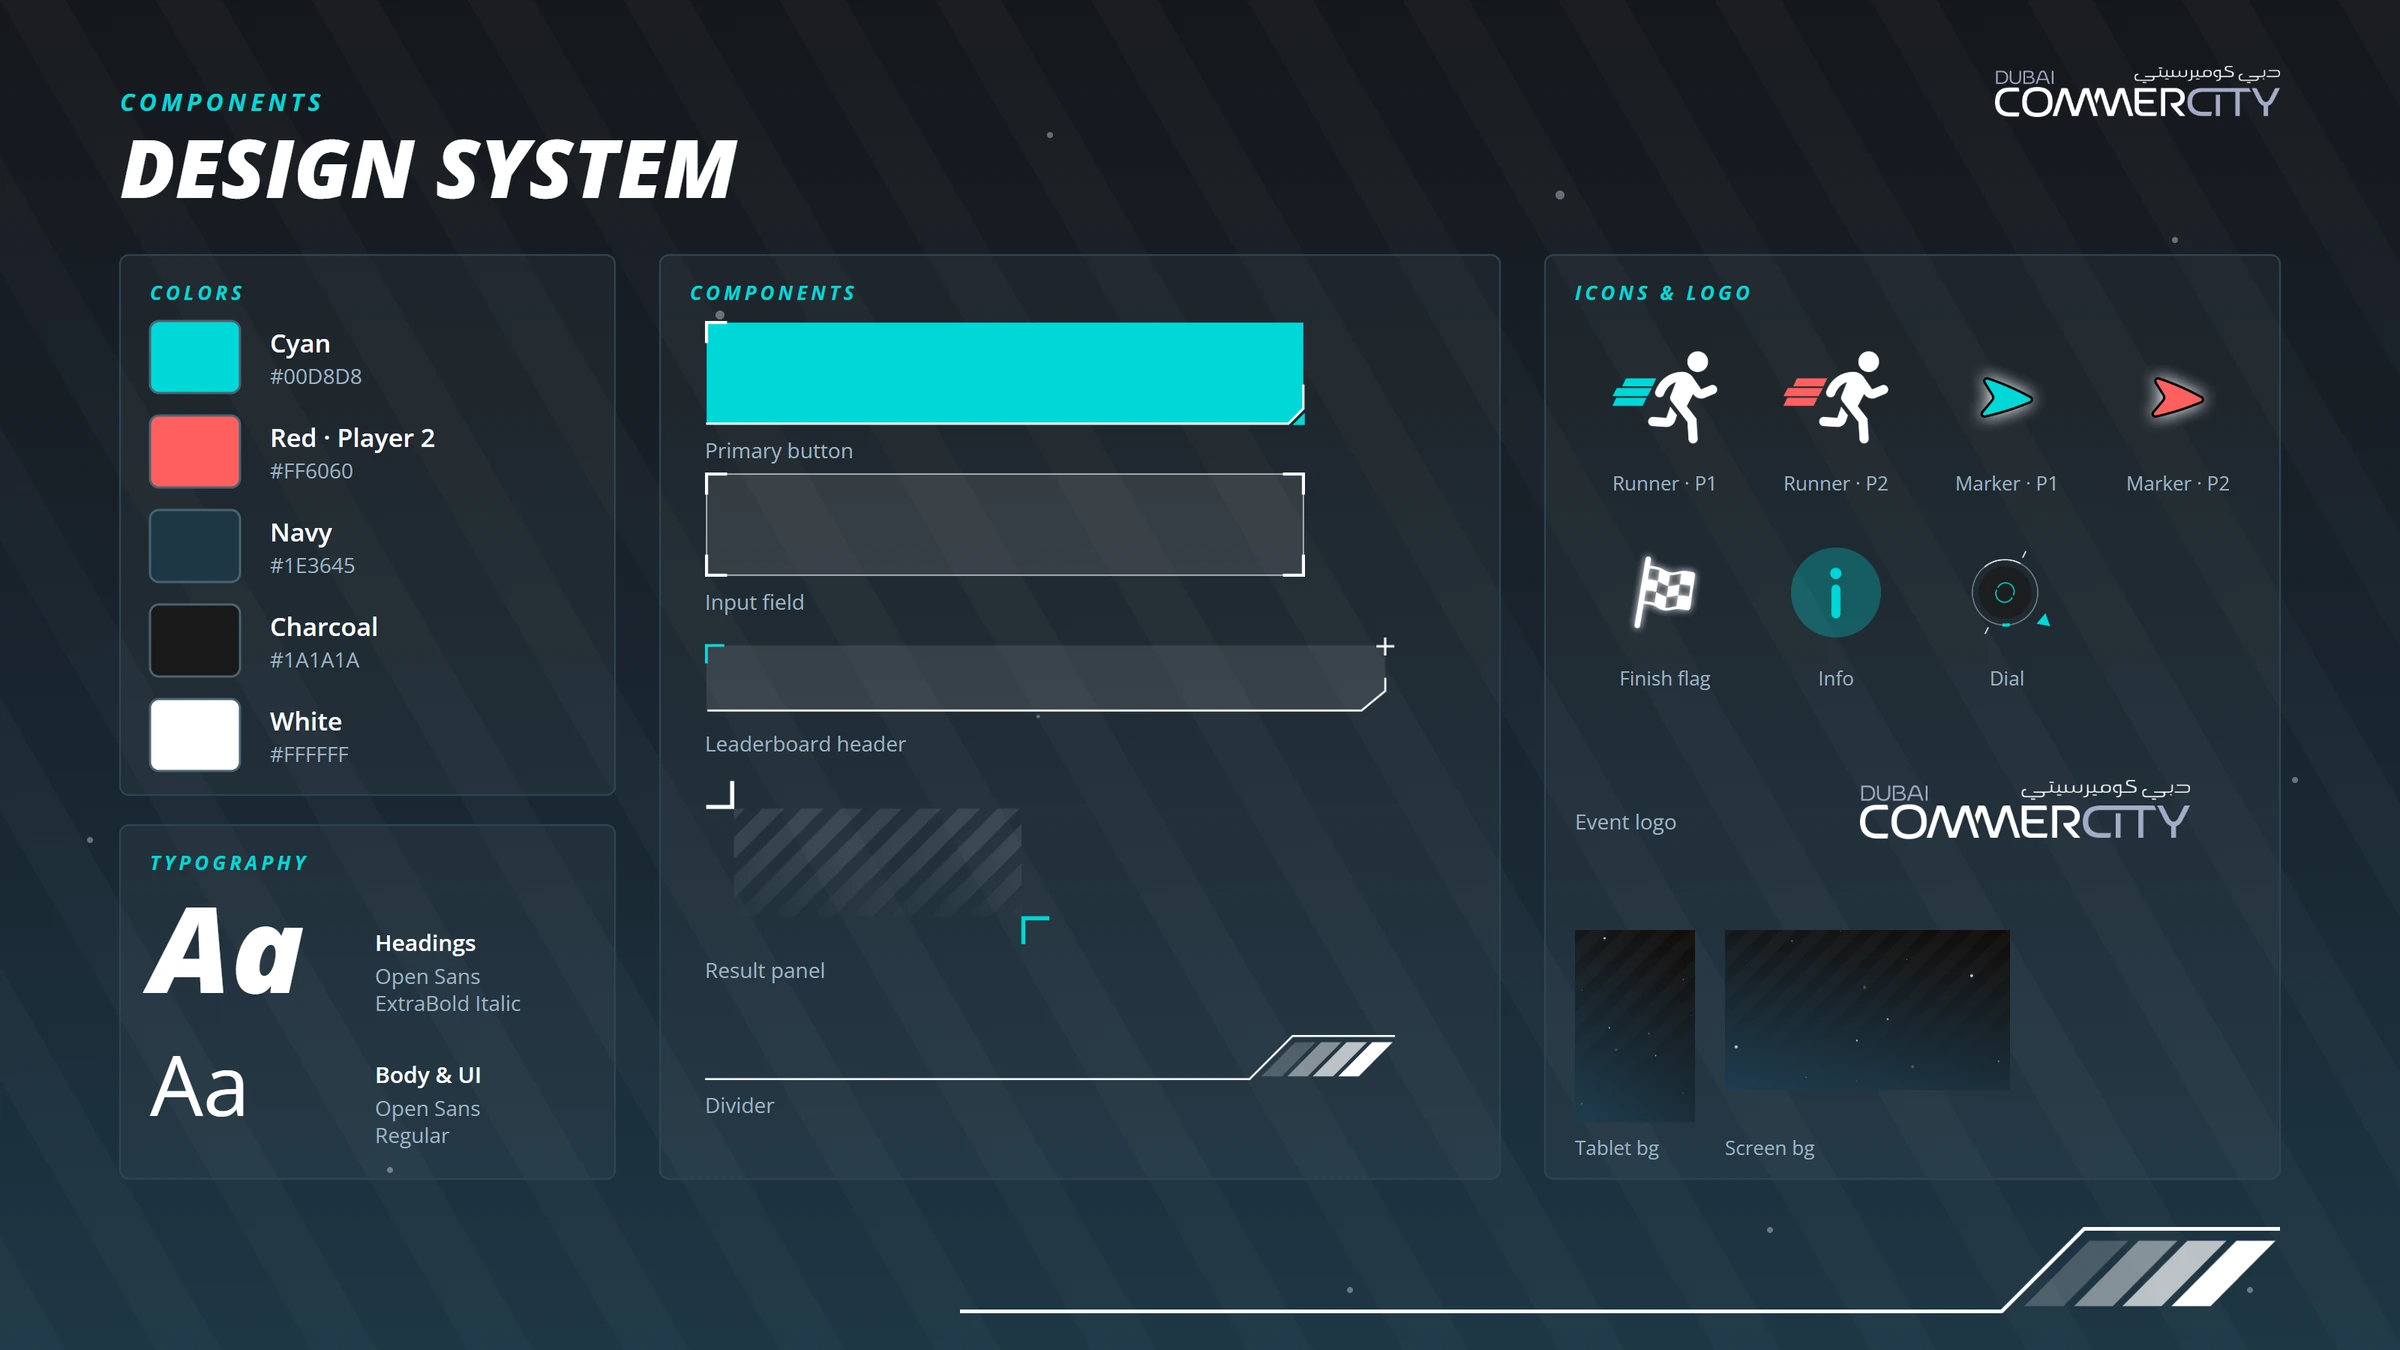 COMPONENTS
DESIGN SYSTEM
دبي كوميرسيتي
DUBAI
COMMERCITY
COLORS
Cyan
#00D8D8
Red · Player 2
#FF6060
Navy
#1E3645
Charcoal
#1A1A1A
White
#FFFFFF
TYPOGRAPHY
Aa
Headings
Open Sans
ExtraBold Italic
Aa
Body & UI
Open Sans
Regular
COMPONENTS
Primary button
Input field
Leaderboard header
Result panel
Divider
ICONS & LOGO
Runner · P1
Runner · P2
Marker · P1
Marker · P2
Finish flag
Info
Dial
Event logo
دبي كوميرسيتي
DUBAI
COMMERCITY
Tablet bg
Screen bg